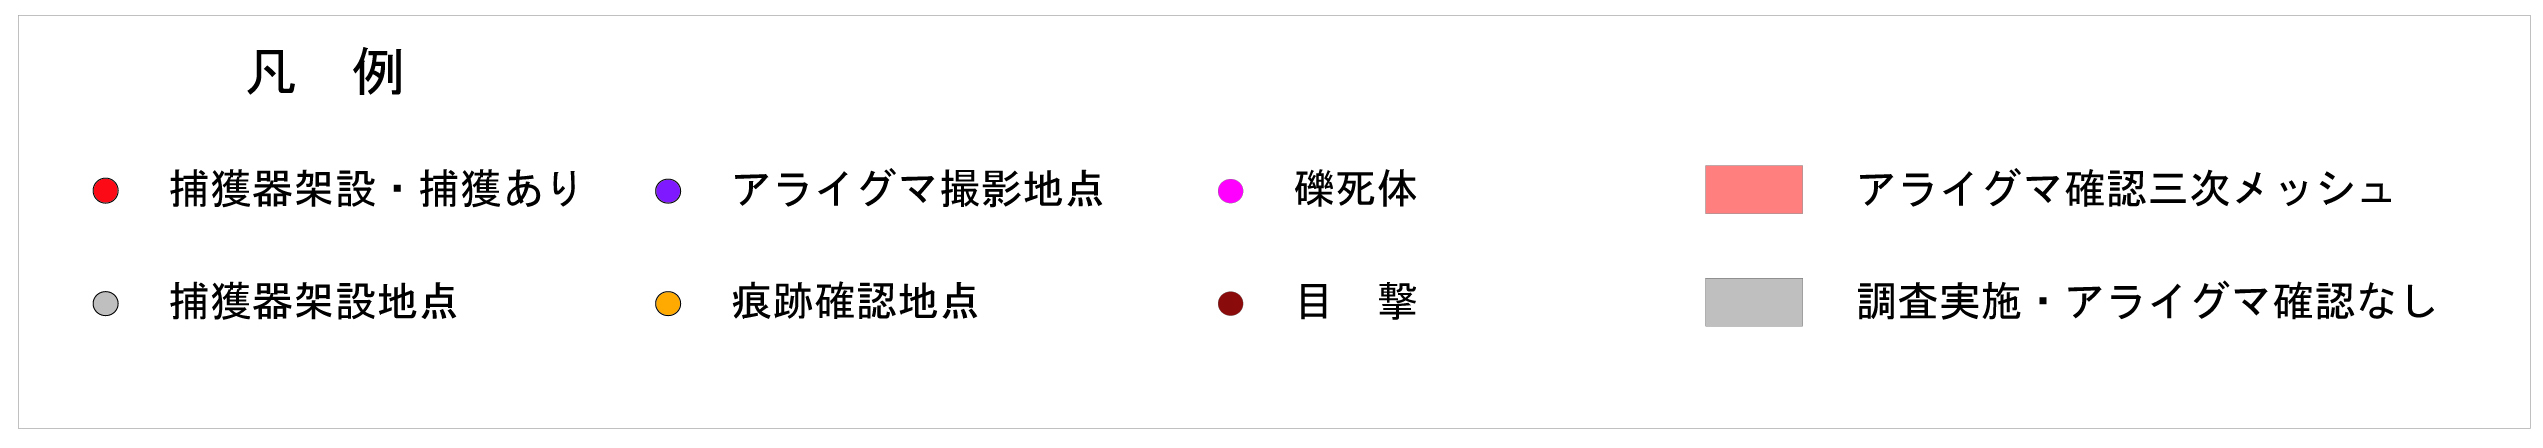 凡　例
捕獲器架設・捕獲あり　アライグマ撮影地点　礫死体　アライグマ確認三次メッシュ
捕獲器架設地点　痕跡確認地点　目　撃　調査実施・アライグマ確認なし